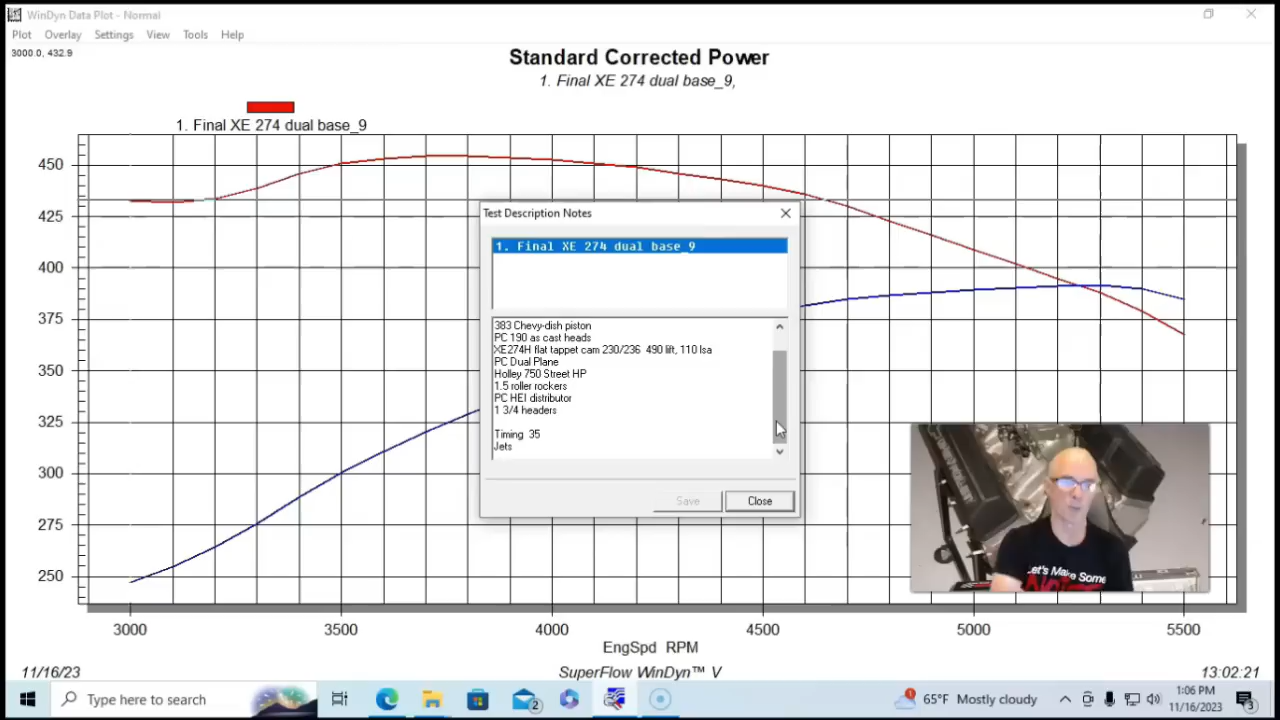 WinDyn Data Plot - Normal
Plot Overlay Settings View Tools Help
3000.0, 432.9
Standard Corrected Power
1. Final XE 274 dual base_9,
1. Final XE 274 dual base_9
450
425
400
375
350
325
300
275
250
Test Description Notes
1. Final XE 274 dual base_9
383 Chevy-dish piston
PC 190 as cast heads
XE274H flat tappet cam 230/236 490 lift, 110 lsa
PC Dual Plane
Holley 750 Street HP
1.5 roller rockers
PC HEI distributor
1 3/4 headers
Timing 35
Jets
Save Close
Let's Make Some
3000 3500 4000 4500 5000 5500
EngSpd RPM
11/16/23 SuperFlow WinDyn™ V 13:02:21
Type here to search
2
65°F Mostly cloudy
1:06 PM
11/16/2023
3